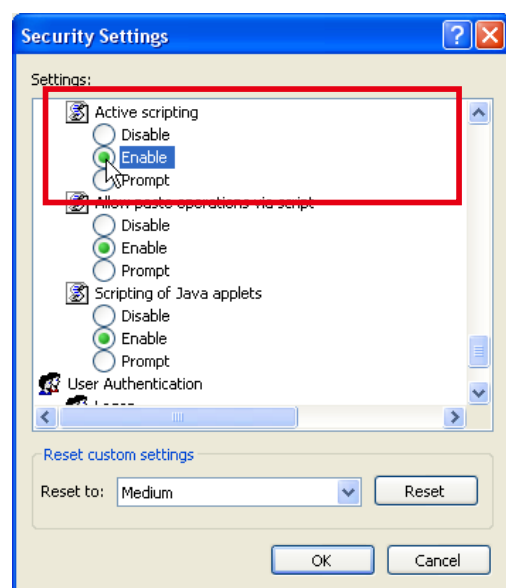 Security Settings
Settings:
Active scripting
Disable
Enable
Prompt
Allow paste operations via script
Disable
Enable
Prompt
Scripting of Java applets
Disable
Enable
Prompt
User Authentication
Logon
Reset custom settings
Reset to: Medium Reset
OK Cancel